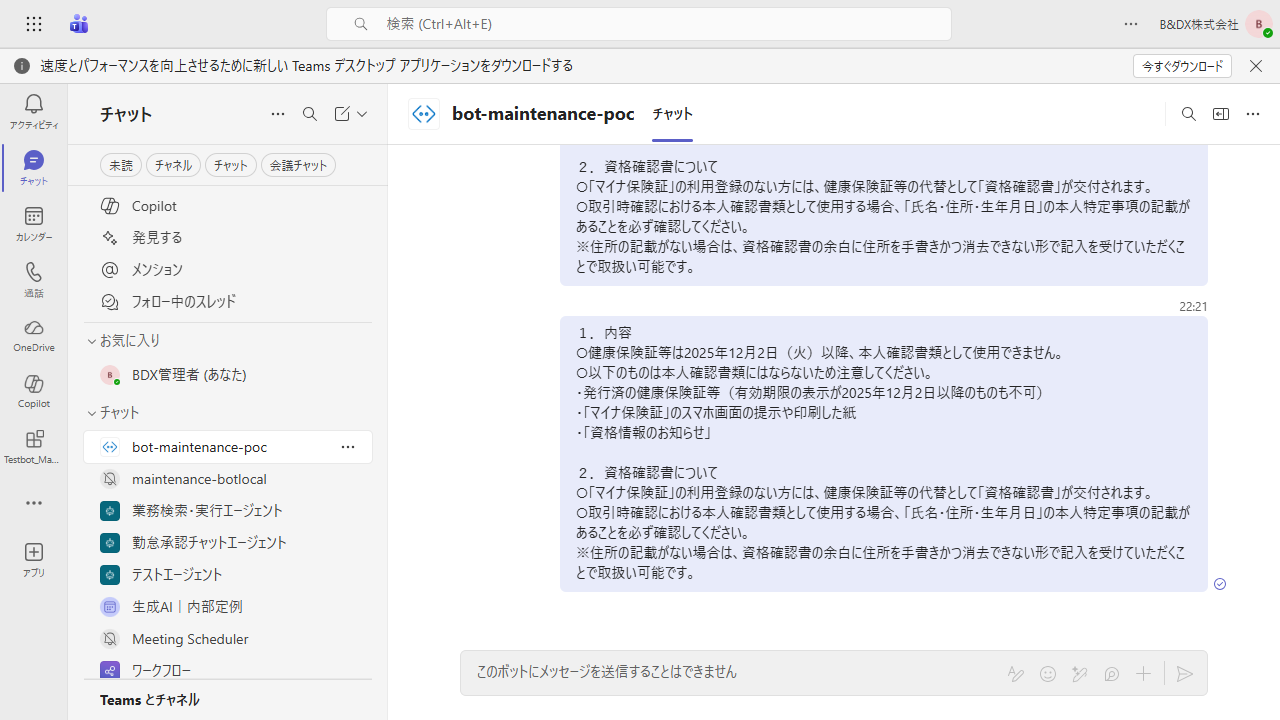 検索 (Ctrl+Alt+E)
B&DX株式会社
B
速度とパフォーマンスを向上させるために新しい Teams デスクトップ アプリケーションをダウンロードする
今すぐダウンロード
アクティビティ
チャット
カレンダー
通話
OneDrive
Copilot
Testbot_Ma...
アプリ
チャット
未読
チャネル
チャット
会議チャット
Copilot
発見する
メンション
フォロー中のスレッド
お気に入り
B
BDX管理者 (あなた)
チャット
bot-maintenance-poc
maintenance-botlocal
業務検索・実行エージェント
勤怠承認チャットエージェント
テストエージェント
生成AI｜内部定例
Meeting Scheduler
ワークフロー
Teams とチャネル
bot-maintenance-poc
チャット
２．資格確認書について
〇「マイナ保険証」の利用登録のない方には、健康保険証等の代替として「資格確認書」が交付されます。
〇取引時確認における本人確認書類として使用する場合、「氏名・住所・生年月日」の本人特定事項の記載が
あることを必ず確認してください。
※住所の記載がない場合は、資格確認書の余白に住所を手書きかつ消去できない形で記入を受けていただくこ
とで取扱い可能です。
22:21
１．内容
〇健康保険証等は2025年12月2日（火）以降、本人確認書類として使用できません。
〇以下のものは本人確認書類にはならないため注意してください。
・発行済の健康保険証等（有効期限の表示が2025年12月2日以降のものも不可）
・「マイナ保険証」のスマホ画面の提示や印刷した紙
・「資格情報のお知らせ」
２．資格確認書について
〇「マイナ保険証」の利用登録のない方には、健康保険証等の代替として「資格確認書」が交付されます。
〇取引時確認における本人確認書類として使用する場合、「氏名・住所・生年月日」の本人特定事項の記載が
あることを必ず確認してください。
※住所の記載がない場合は、資格確認書の余白に住所を手書きかつ消去できない形で記入を受けていただくこ
とで取扱い可能です。
このボットにメッセージを送信することはできません